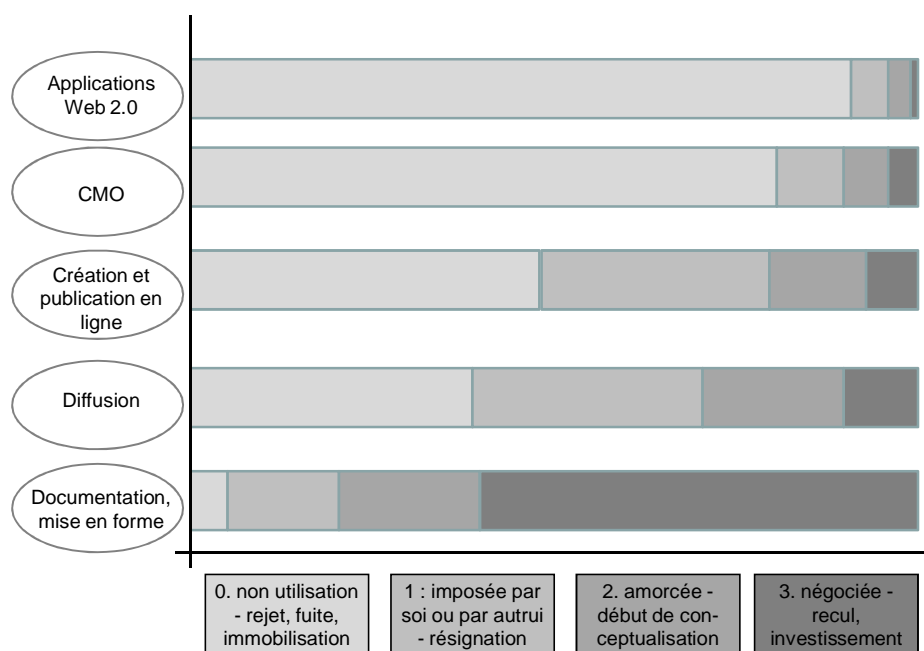 Applications
Web 2.0
CMO
Création et
publication en
ligne
Diffusion
Documentation,
mise en forme
0. non utilisation
- rejet, fuite,
immobilisation
1 : imposée par
soi ou par autrui
- résignation
2. amorcée -
début de con-
ceptualisation
3. négociée -
recul,
investissement